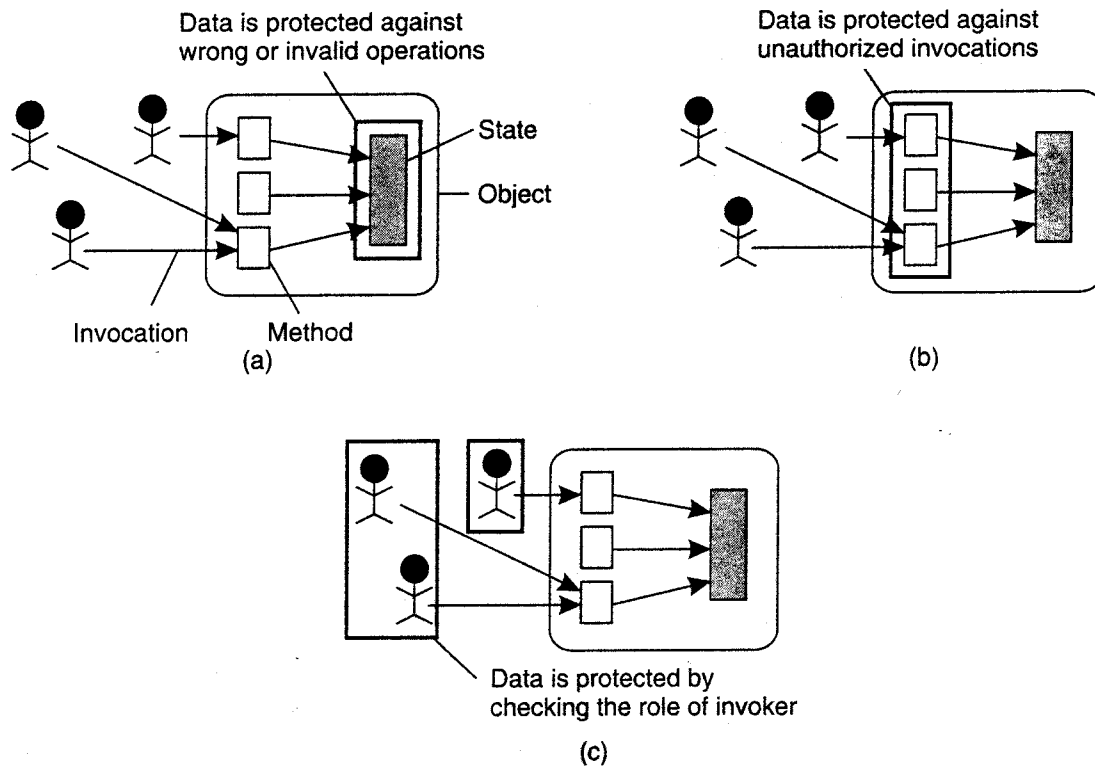 Data is protected against
wrong or invalid operations
State
Object
Invocation
Method
(a)
Data is protected against
unauthorized invocations
(b)
Data is protected by
checking the role of invoker
(c)